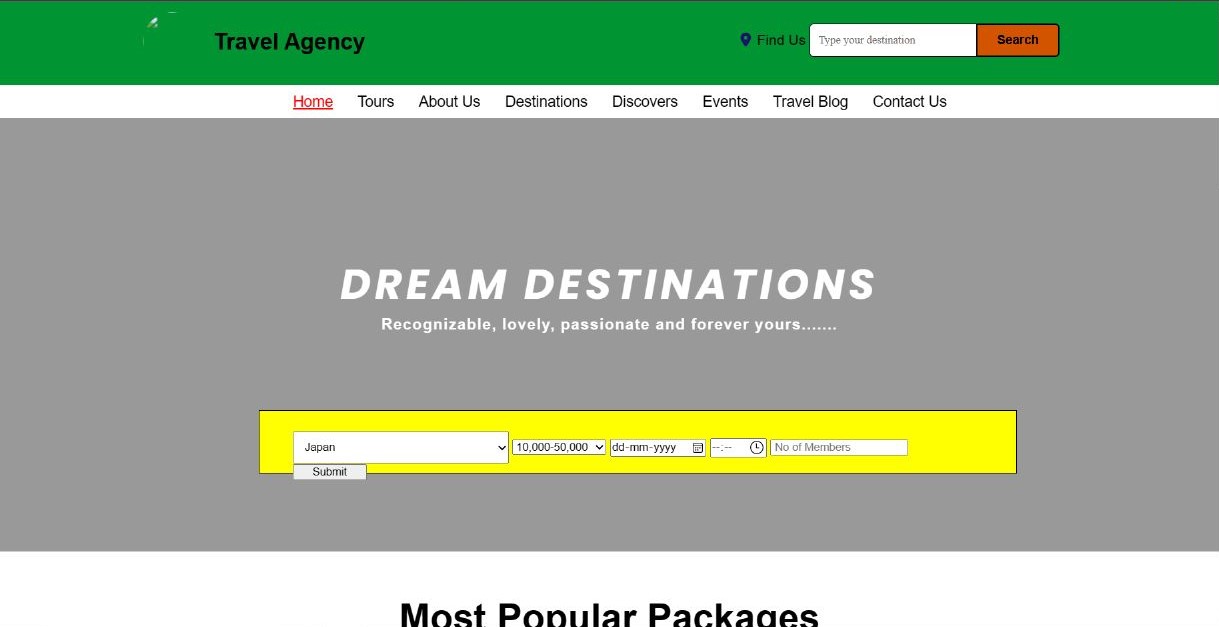 Travel Agency
Find Us Type your destination Search
Home Tours About Us Destinations Discovers Events Travel Blog Contact Us
DREAM DESTINATIONS
Recognizable, lovely, passionate and forever yours.......
Japan 10,000-50,000 dd-mm-yyyy --:-- No of Members
Submit
Most Popular Packages